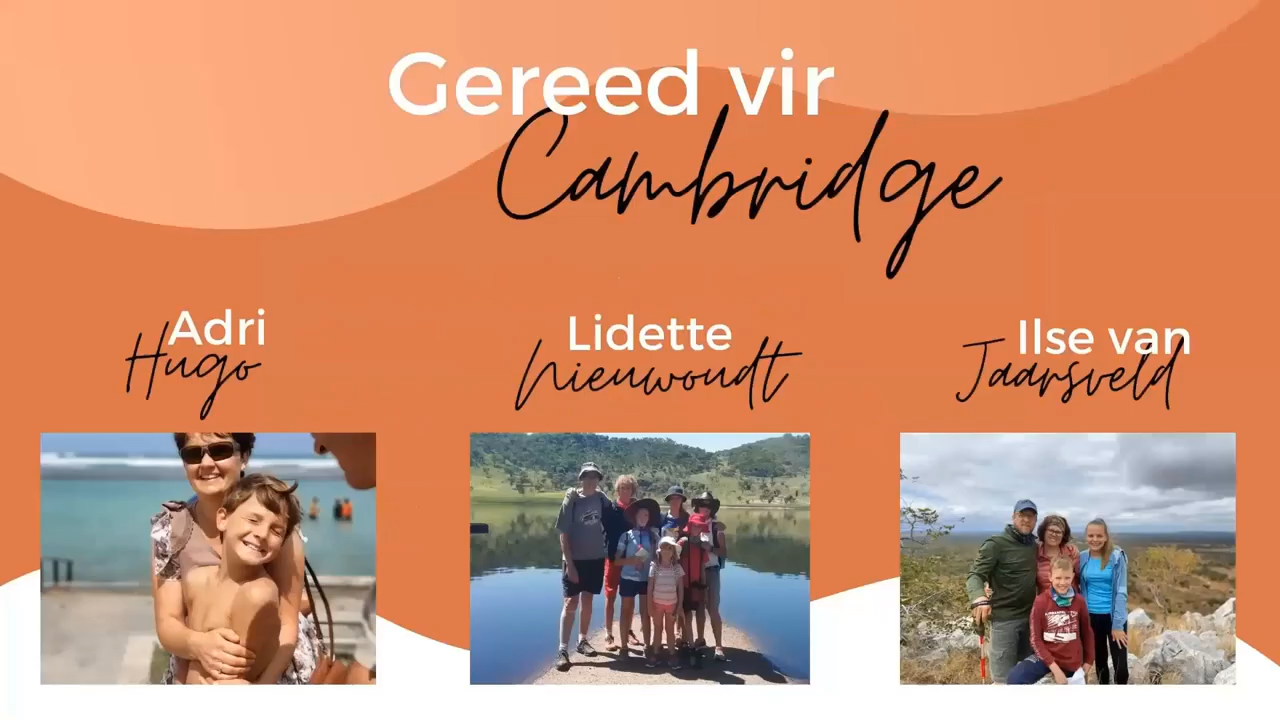 Gereed vir
Cambridge
Adri
Hugo
Lidette
Nieuwoudt
Ilse van
Jaarsveld